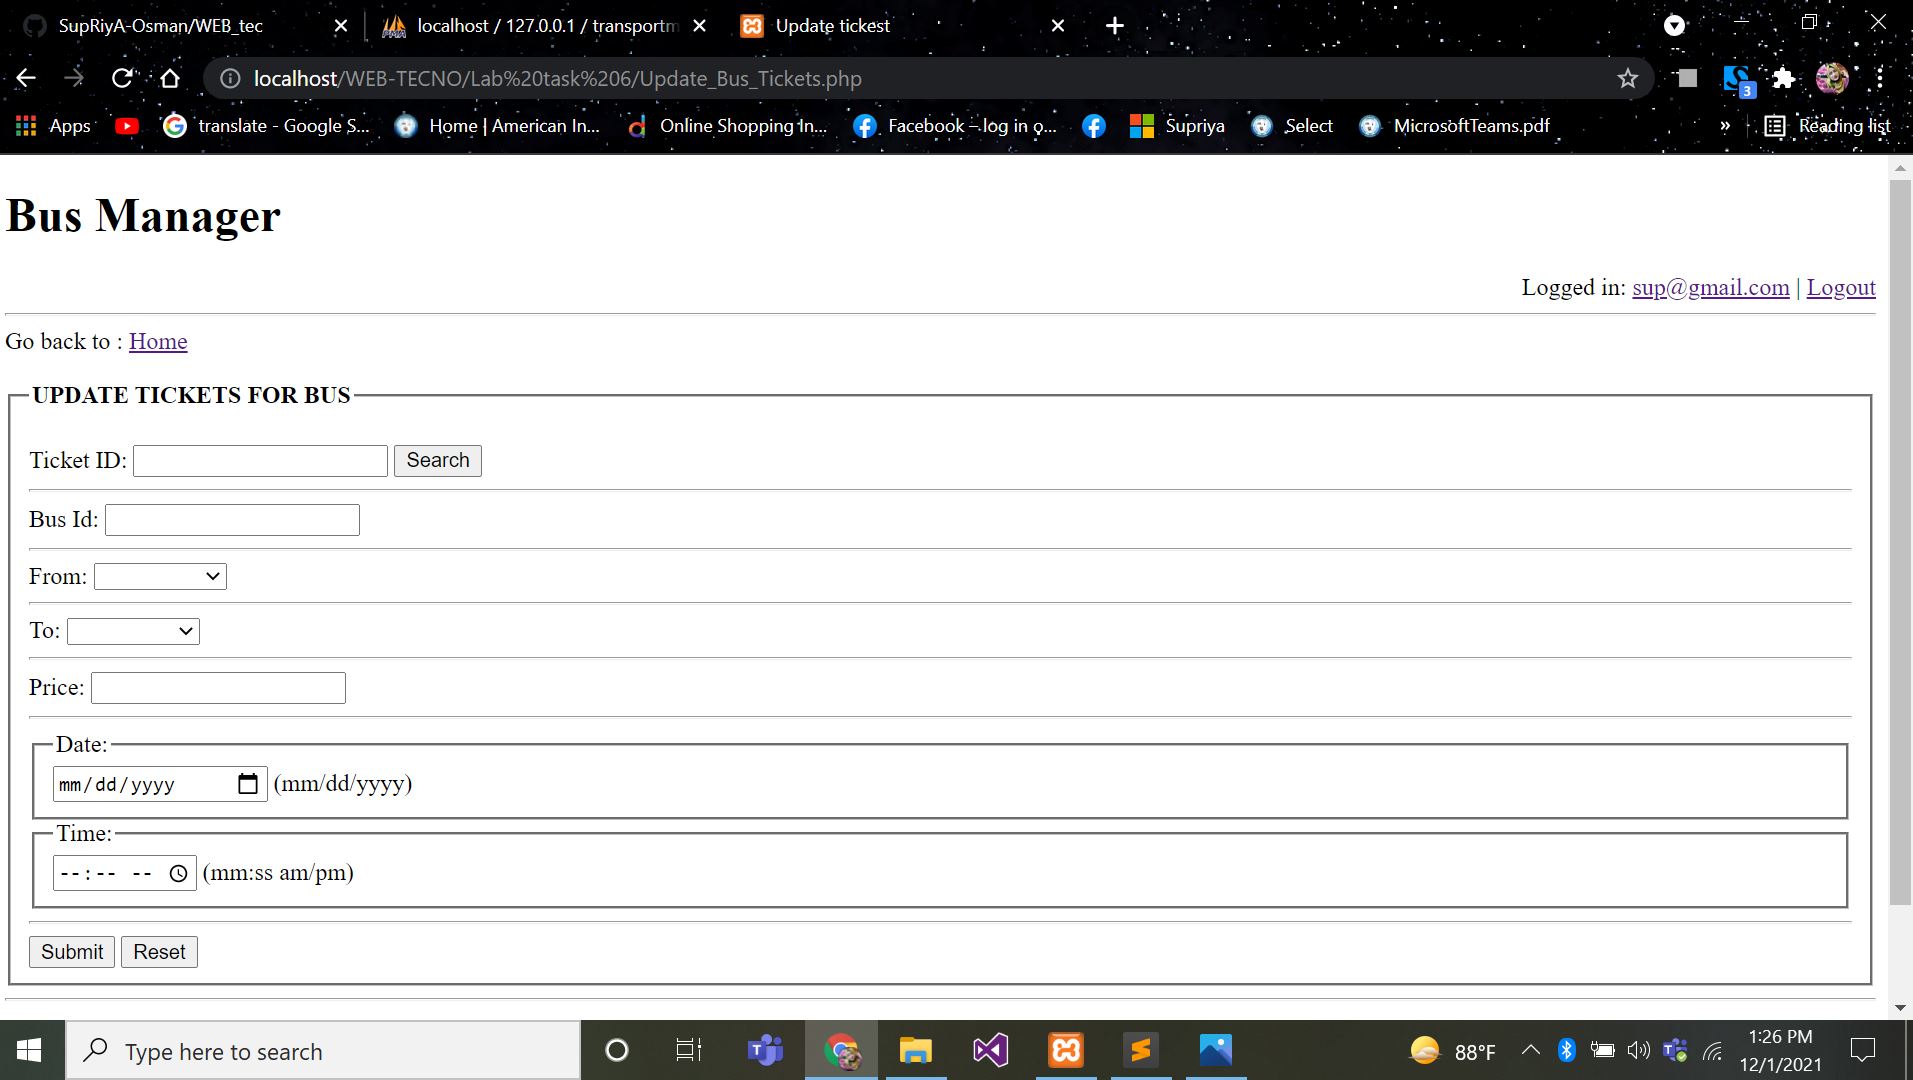 SupRiyA-Osman/WEB_tec
localhost / 127.0.0.1 / transportm
Update tickest
localhost/WEB-TECNO/Lab%20task%206/Update_Bus_Tickets.php
3
Apps
translate - Google S...
Home | American In...
Online Shopping In...
Facebook – log in o...
Supriya
Select
MicrosoftTeams.pdf
»
Reading list
Bus Manager
Logged in: sup@gmail.com | Logout
Go back to : Home
UPDATE TICKETS FOR BUS
Ticket ID: Search
Bus Id:
From:
To:
Price:
Date:
mm/dd/yyyy (mm/dd/yyyy)
Time:
--:-- -- (mm:ss am/pm)
Submit Reset
Type here to search
88°F
1:26 PM
12/1/2021